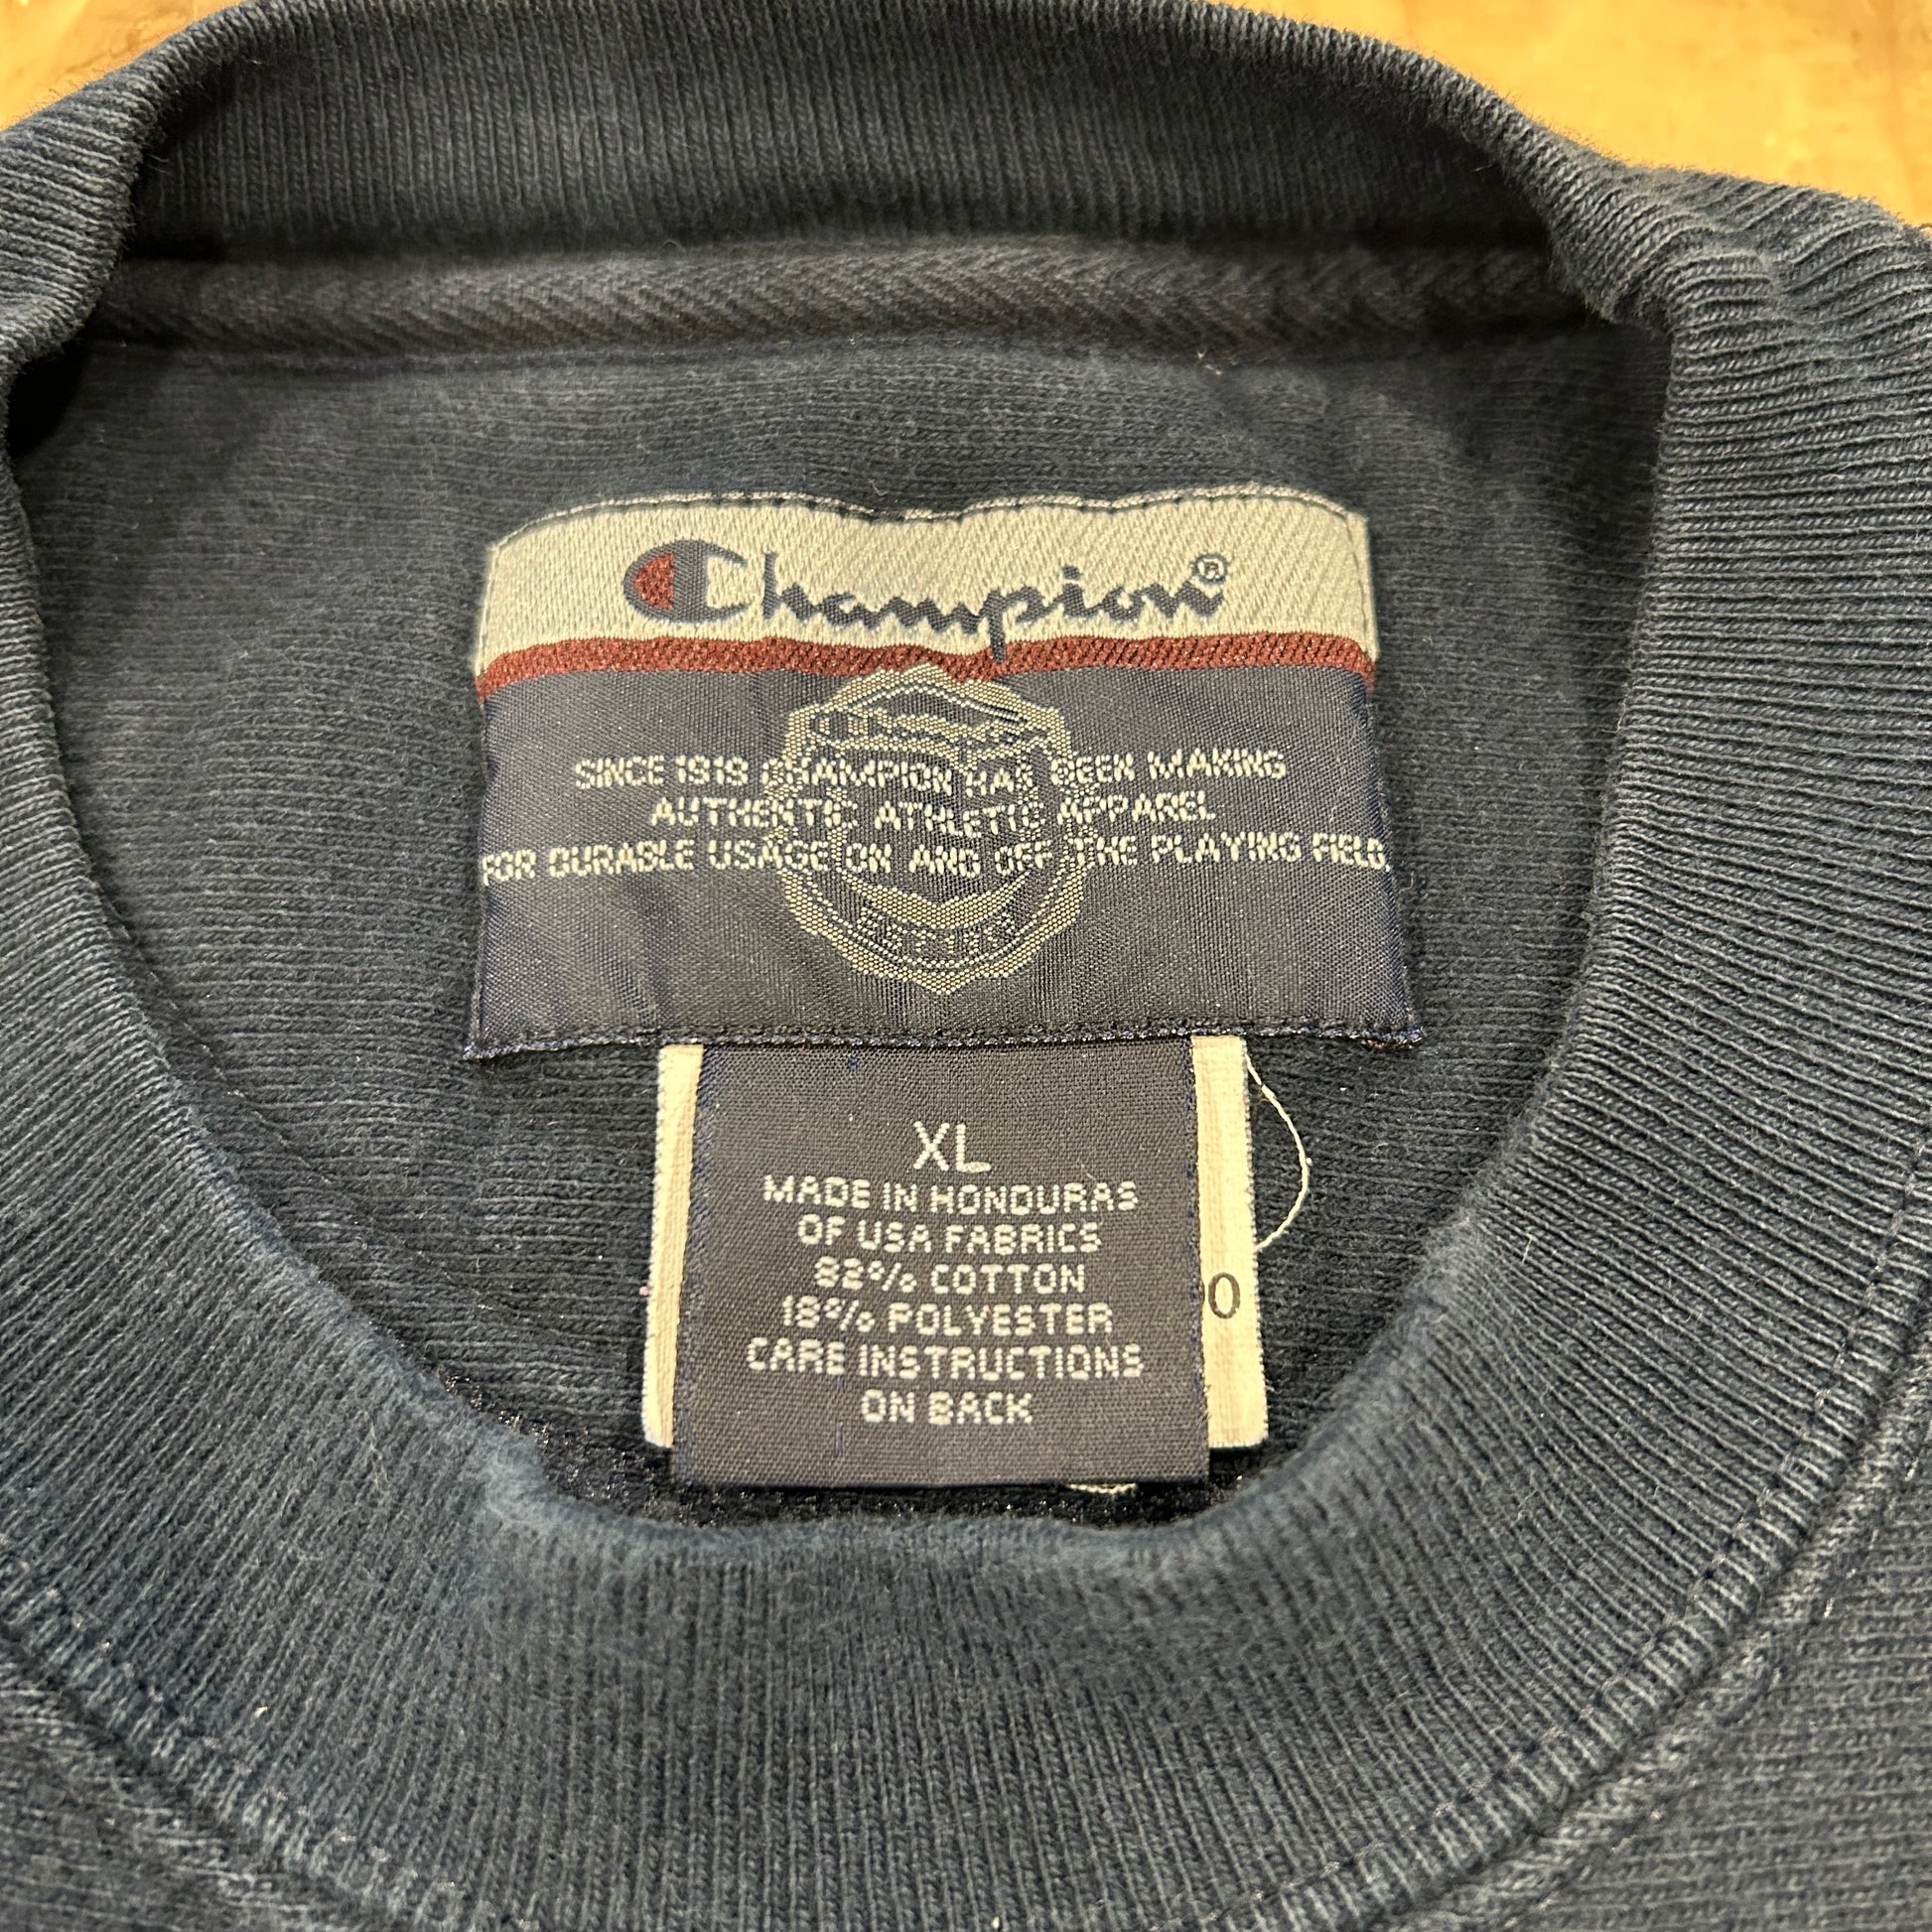 Champion®
SINCE 1919 CHAMPION HAS BEEN MAKING
AUTHENTIC ATHLETIC APPAREL
FOR DURABLE USAGE ON AND OFF THE PLAYING FIELD
XL
MADE IN HONDURAS
OF USA FABRICS
82% COTTON
18% POLYESTER
CARE INSTRUCTIONS
ON BACK